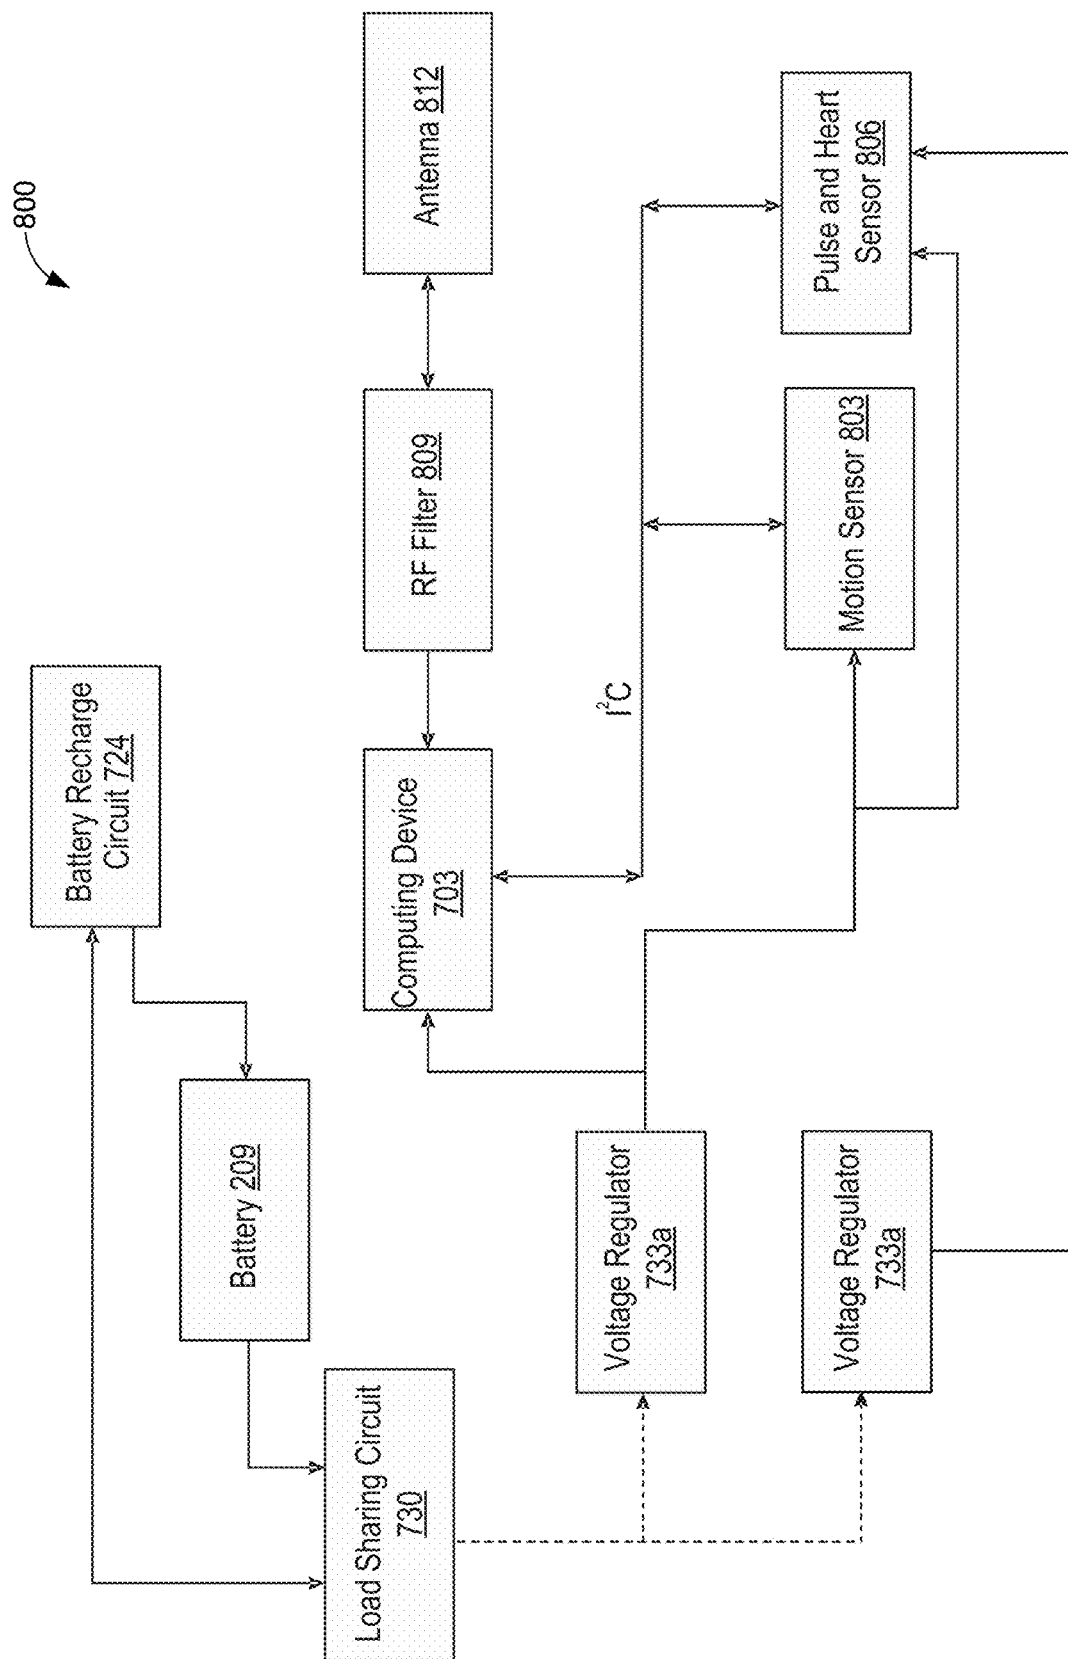 800
Battery Recharge
Circuit 724
Battery 209
Load Sharing Circuit
730
Computing Device
703
RF Filter 809
Antenna 812
I²C
Voltage Regulator
733a
Motion Sensor 803
Pulse and Heart
Sensor 806
Voltage Regulator
733a